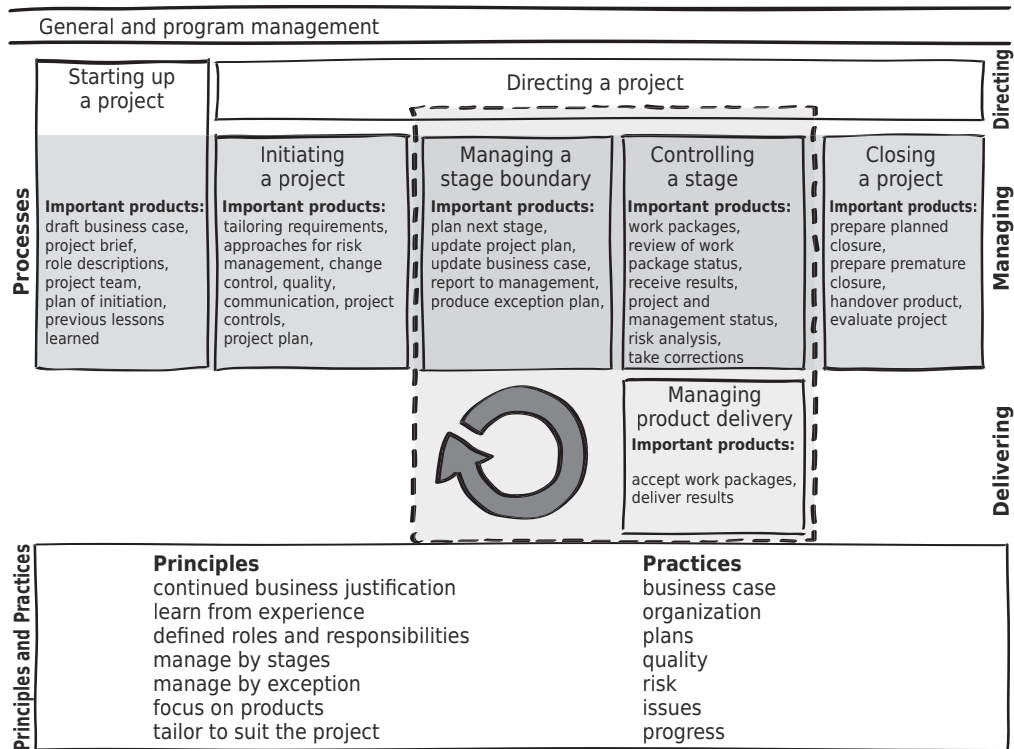 General and program management
Starting up
a project
Directing a project
Directing
Processes
Important products:
draft business case,
project brief,
role descriptions,
project team,
plan of initiation,
previous lessons
learned
Initiating
a project
Important products:
tailoring requirements,
approaches for risk
management, change
control, quality,
communication, project
controls,
project plan,
Managing a
stage boundary
Important products:
plan next stage,
update project plan,
update business case,
report to management,
produce exception plan,
Controlling
a stage
Important products:
work packages,
review of work
package status,
receive results,
project and
management status,
risk analysis,
take corrections
Closing
a project
Important products:
prepare planned
closure,
prepare premature
closure,
handover product,
evaluate project
Managing
Managing
product delivery
Important products:
accept work packages,
deliver results
Delivering
Principles and Practices
Principles
continued business justification
learn from experience
defined roles and responsibilities
manage by stages
manage by exception
focus on products
tailor to suit the project
Practices
business case
organization
plans
quality
risk
issues
progress